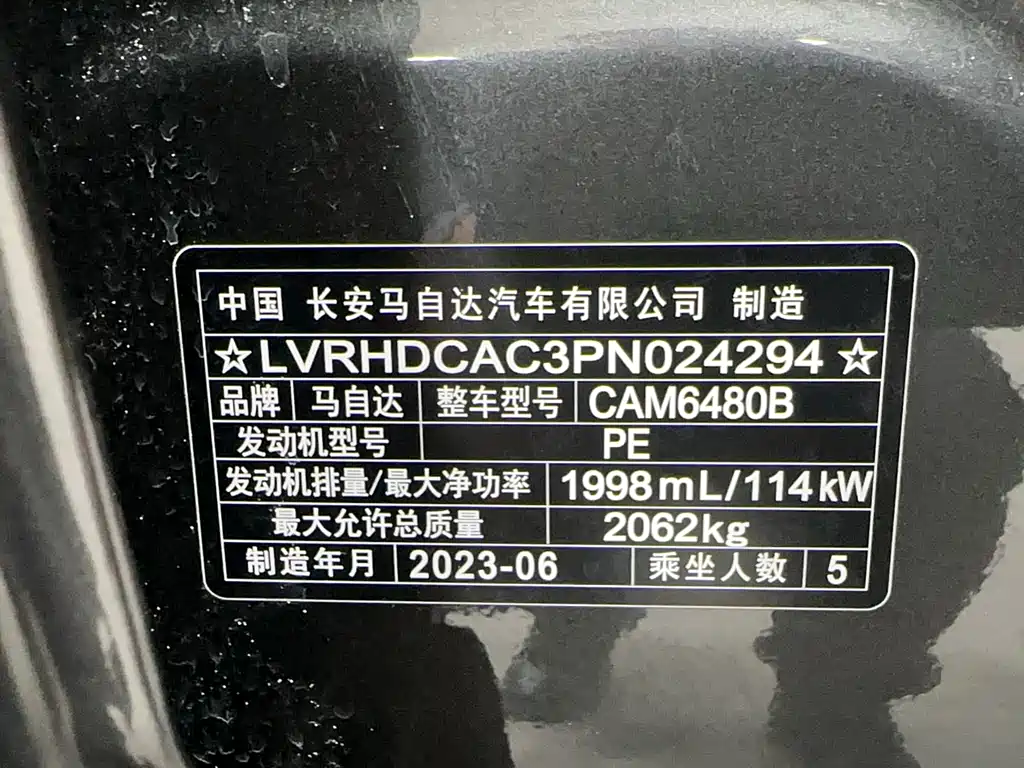 中国 长安马自达汽车有限公司 制造
☆LVRHDCAC3PN024294☆
品牌 马自达 整车型号 CAM6480B
发动机型号 PE
发动机排量/最大净功率 1998mL/114kW
最大允许总质量 2062kg
制造年月 2023-06 乘坐人数 5